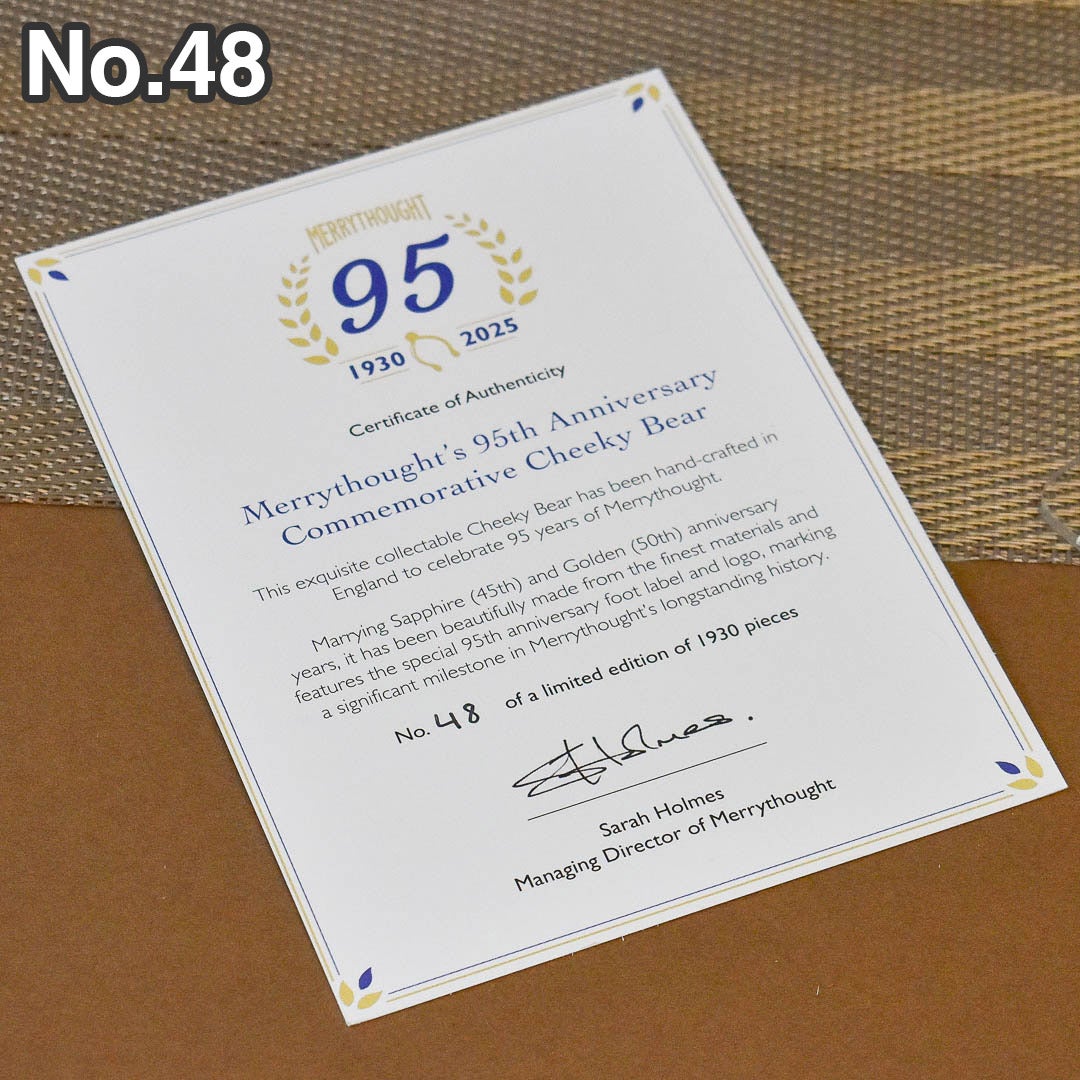 No.48
MERRYTHOUGHT
95
1930 2025
Certificate of Authenticity
Merrythought's 95th Anniversary
Commemorative Cheeky Bear
This exquisite collectable Cheeky Bear has been hand-crafted in
England to celebrate 95 years of Merrythought.
Marrying Sapphire (45th) and Golden (50th) anniversary
years, it has been beautifully made from the finest materials and
features the special 95th anniversary foot label and logo, marking
a significant milestone in Merrythought's longstanding history.
No. 48 of a limited edition of 1930 pieces
Sarah Holmes
Managing Director of Merrythought